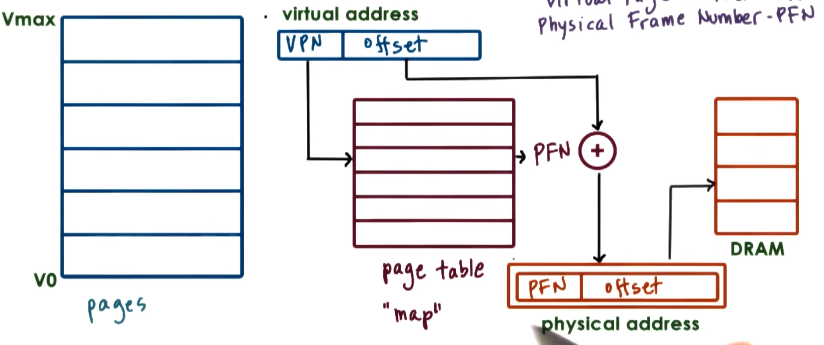 Vmax
virtual address
Physical Frame Number - PFN
VPN offset
PFN +
DRAM
page table
"map"
V0
pages
PFN offset
physical address